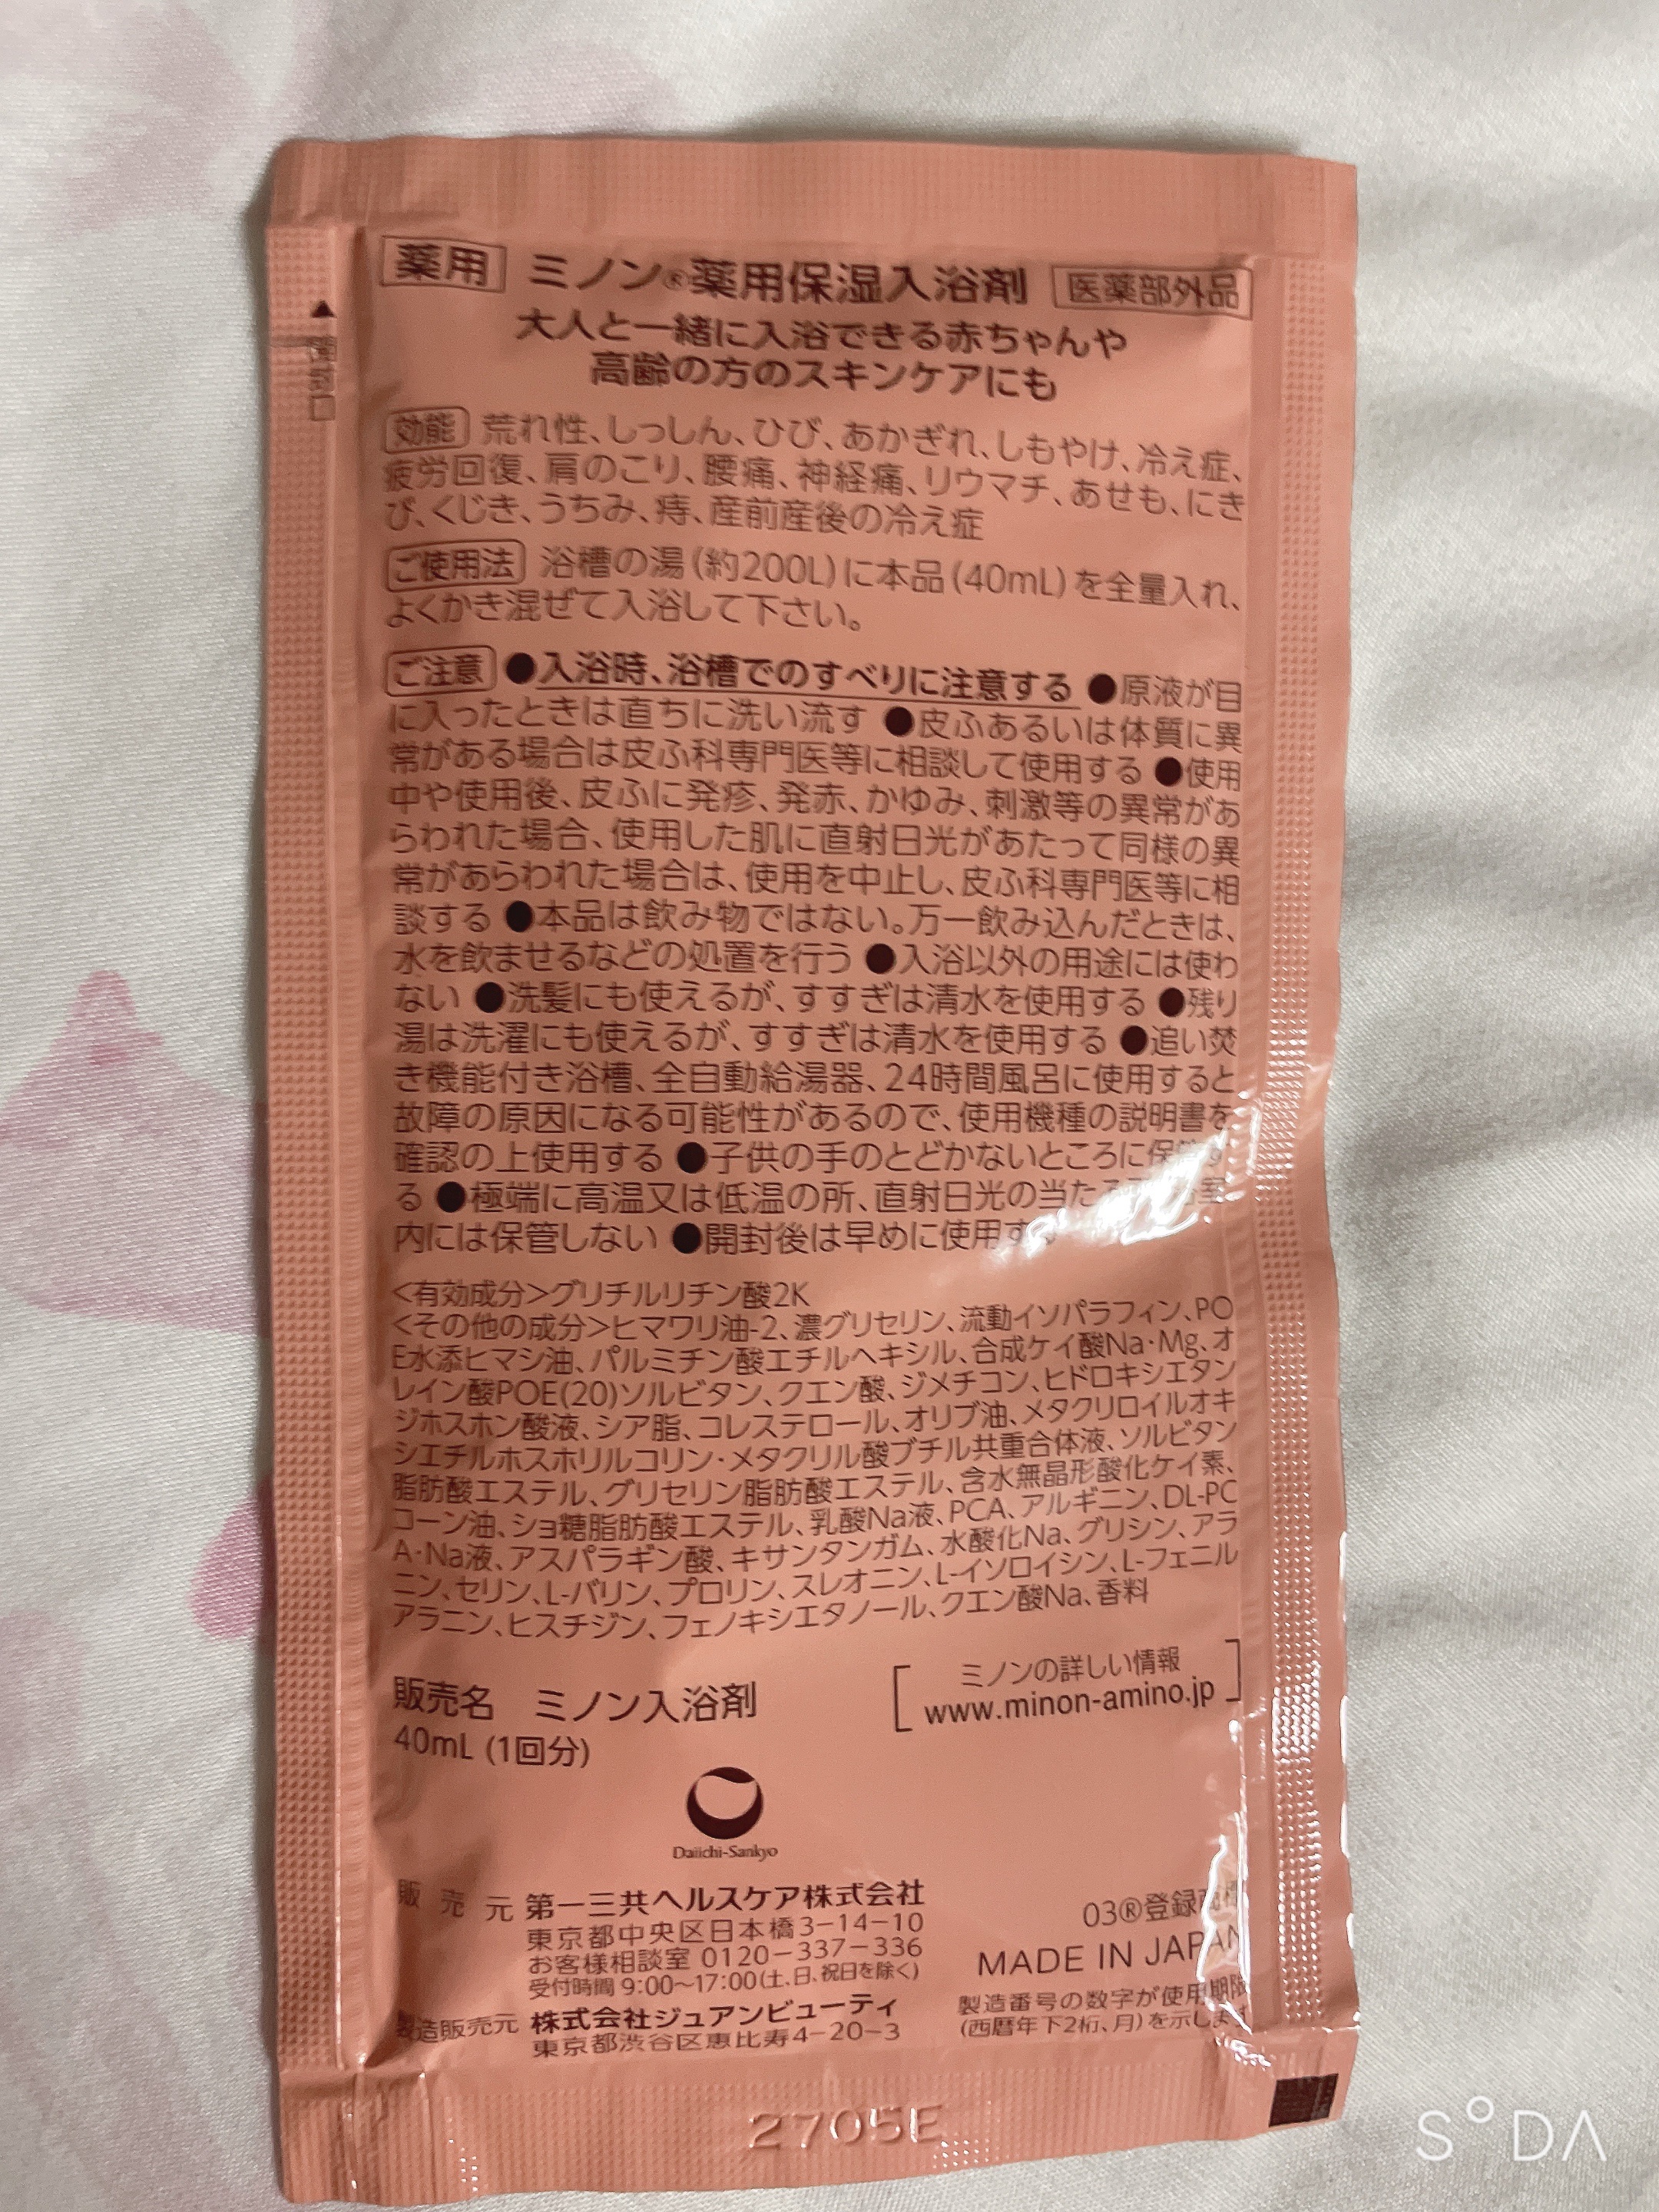 薬用 ミノン®薬用保湿入浴剤 医薬部外品
大人と一緒に入浴できる赤ちゃんや
高齢の方のスキンケアにも
▲
開封口
効能 荒れ性、しっしん、ひび、あかぎれ、しもやけ、冷え症、
疲労回復、肩のこり、腰痛、神経痛、リウマチ、あせも、にき
び、くじき、うちみ、痔、産前産後の冷え症
ご使用法 浴槽の湯(約200L)に本品(40mL)を全量入れ、
よくかき混ぜて入浴して下さい。
ご注意 ●入浴時、浴槽でのすべりに注意する ●原液が目
に入ったときは直ちに洗い流す ●皮ふあるいは体質に異
常がある場合は皮ふ科専門医等に相談して使用する ●使用
中や使用後、皮ふに発疹、発赤、かゆみ、刺激等の異常があ
らわれた場合、使用した肌に直射日光があたって同様の異
常があらわれた場合は、使用を中止し、皮ふ科専門医等に相
談する ●本品は飲み物ではない。万一飲み込んだときは、
水を飲ませるなどの処置を行う ●入浴以外の用途には使わ
ない ●洗髪にも使えるが、すすぎは清水を使用する ●残り
湯は洗濯にも使えるが、すすぎは清水を使用する ●追い焚
き機能付き浴槽、全自動給湯器、24時間風呂に使用すると
故障の原因になる可能性があるので、使用機種の説明書を
確認の上使用する ●子供の手のとどかないところに保管す
る ●極端に高温又は低温の所、直射日光の当たる
内には保管しない ●開封後は早めに使用する
<有効成分>グリチルリチン酸2K
<その他の成分>ヒマワリ油-2、濃グリセリン、流動イソパラフィン、PO
E水添ヒマシ油、パルミチン酸エチルヘキシル、合成ケイ酸Na・Mg、オ
レイン酸POE(20)ソルビタン、クエン酸、ジメチコン、ヒドロキシエタン
ジホスホン酸液、シア脂、コレステロール、オリブ油、メタクリロイルオキ
シエチルホスホリルコリン・メタクリル酸ブチル共重合体液、ソルビタン
脂肪酸エステル、グリセリン脂肪酸エステル、含水無晶形酸化ケイ素、
コーン油、ショ糖脂肪酸エステル、乳酸Na液、PCA、アルギニン、DL-PC
A・Na液、アスパラギン酸、キサンタンガム、水酸化Na、グリシン、アラ
ニン、セリン、L-バリン、プロリン、スレオニン、L-イソロイシン、L-フェニル
アラニン、ヒスチジン、フェノキシエタノール、クエン酸Na、香料
販売名 ミノン入浴剤
40mL (1回分)
ミノンの詳しい情報
www.minon-amino.jp
Daiichi-Sankyo
販売元 第一三共ヘルスケア株式会社
東京都中央区日本橋3-14-10
お客様相談室 0120-337-336
受付時間 9:00〜17:00(土、日、祝日を除く)
製造販売元 株式会社ジュアンビューティ
東京都渋谷区恵比寿4-20-3
03®登録商標
MADE IN JAPAN
製造番号の数字が使用期限
(西暦年下2桁、月)を示します
2705E
SODA